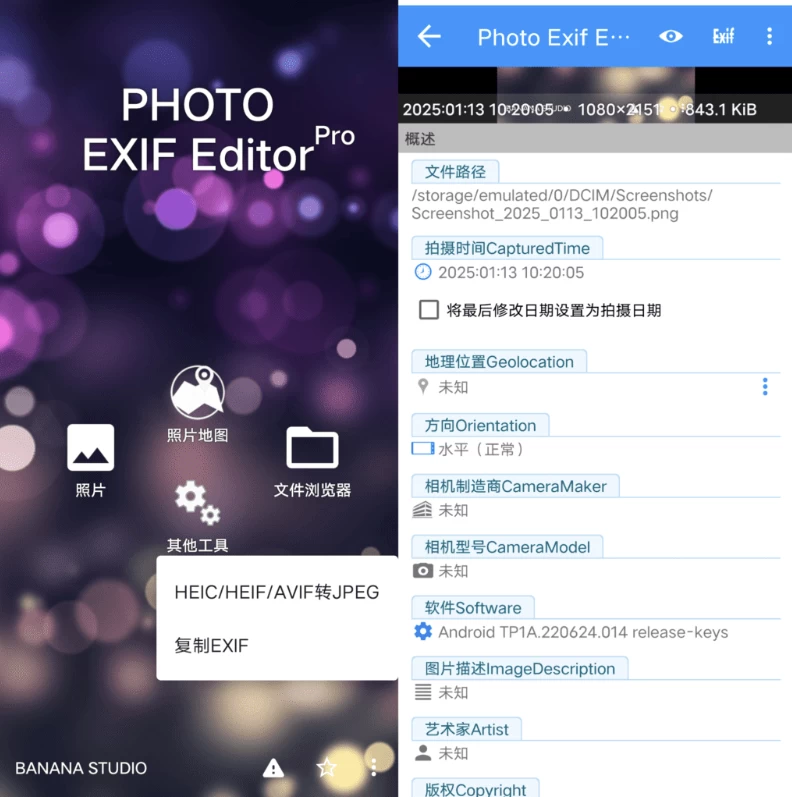 PHOTO
EXIF Editor Pro
照片地图
照片
文件浏览器
其他工具
HEIC/HEIF/AVIF转JPEG
复制EXIF
BANANA STUDIO
Photo Exif E···
Exif
2025:01:13 10:20:05
1080×2151
843.1 KiB
概述
文件路径
/storage/emulated/0/DCIM/Screenshots/
Screenshot_2025_0113_102005.png
拍摄时间CapturedTime
2025:01:13 10:20:05
将最后修改日期设置为拍摄日期
地理位置Geolocation
未知
方向Orientation
水平（正常）
相机制造商CameraMaker
未知
相机型号CameraModel
未知
软件Software
Android TP1A.220624.014 release-keys
图片描述ImageDescription
未知
艺术家Artist
未知
版权Copyright